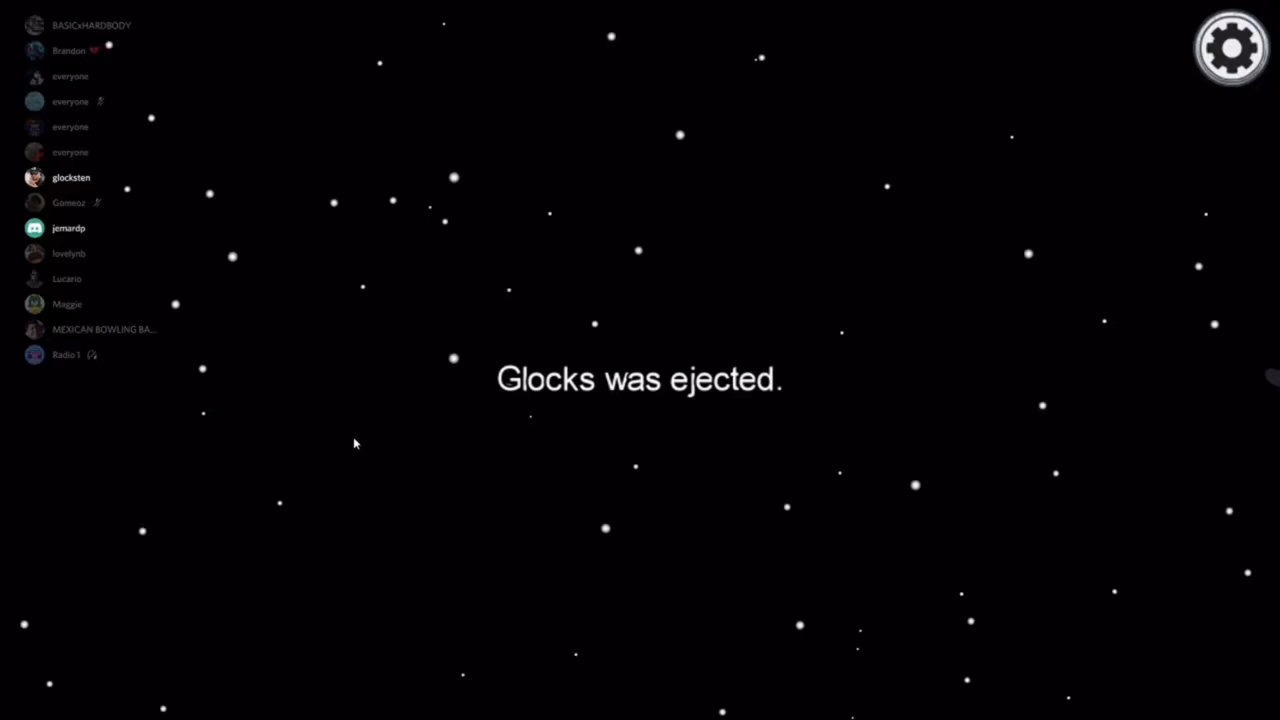 BASICxHARDBODY
Brandon
everyone
everyone
everyone
everyone
glocksten
Gomeoz
jemardp
lovelynb
Lucario
Maggie
MEXICAN BOWLING BA...
Radio1
Glocks was ejected.